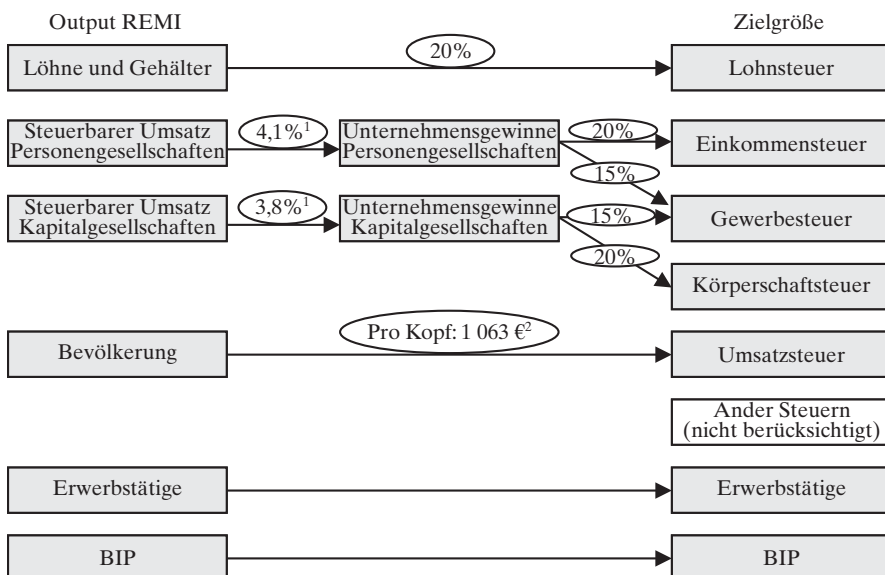 Output REMI
Zielgröße
Löhne und Gehälter
20%
Lohnsteuer
Steuerbarer Umsatz
Personengesellschaften
4,1%¹
Unternehmensgewinne
Personengesellschaften
20%
Einkommensteuer
15%
Steuerbarer Umsatz
Kapitalgesellschaften
3,8%¹
Unternehmensgewinne
Kapitalgesellschaften
15%
Gewerbesteuer
20%
Körperschaftsteuer
Bevölkerung
Pro Kopf: 1 063 €²
Umsatzsteuer
Ander Steuern
(nicht berücksichtigt)
Erwerbstätige
Erwerbstätige
BIP
BIP